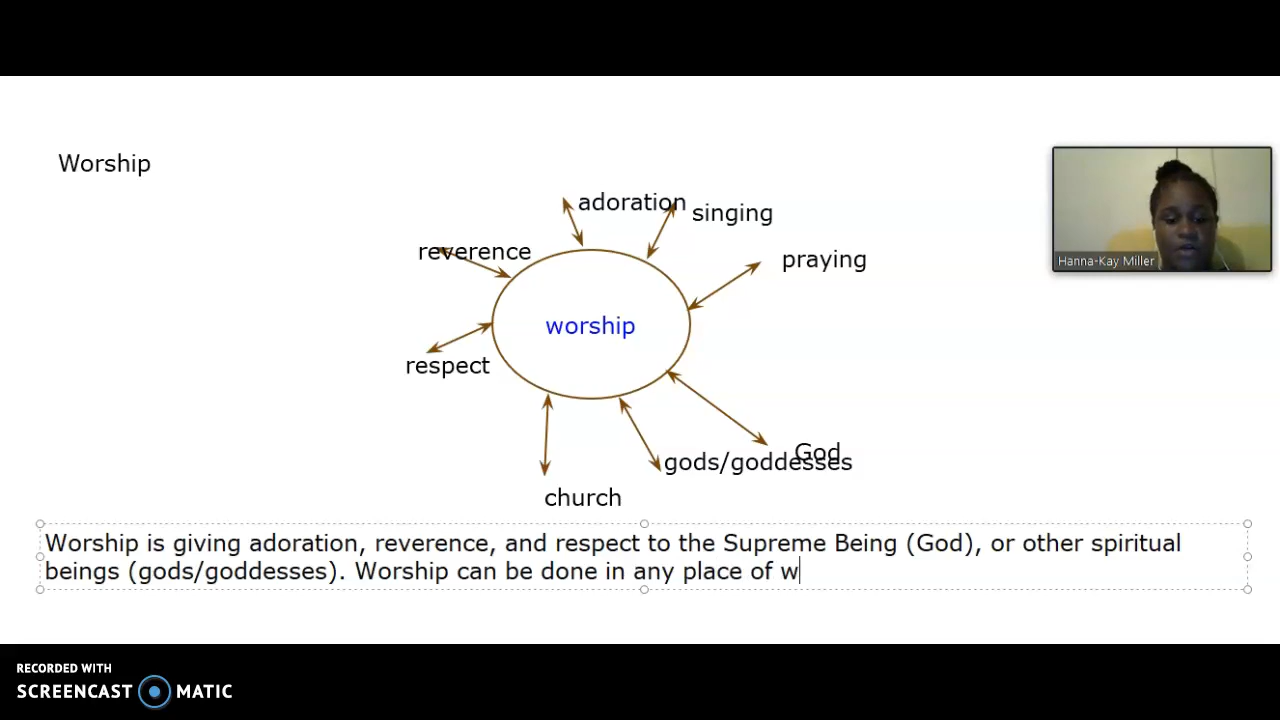 Worship
adoration
singing
reverence
praying
Hanna-Kay Miller
worship
respect
God
gods/goddesses
church
Worship is giving adoration, reverence, and respect to the Supreme Being (God), or other spiritual
beings (gods/goddesses). Worship can be done in any place of w
RECORDED WITH
SCREENCAST MATIC